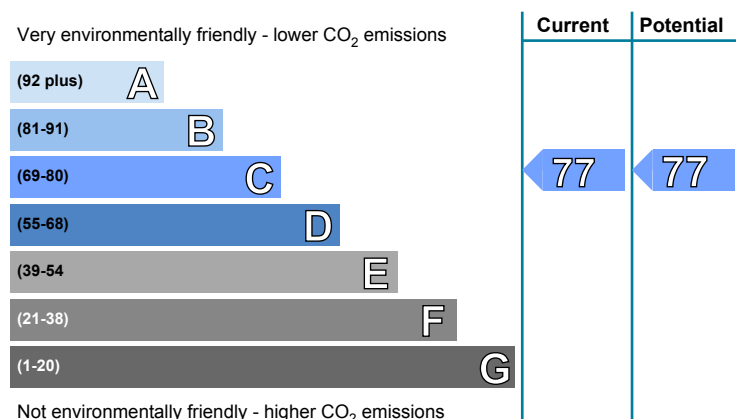 Very environmentally friendly - lower CO₂ emissions
Current Potential
(92 plus) A
(81-91) B
(69-80) C
77 77
(55-68) D
(39-54 E
(21-38) F
(1-20) G
Not environmentally friendly - higher CO₂ emissions